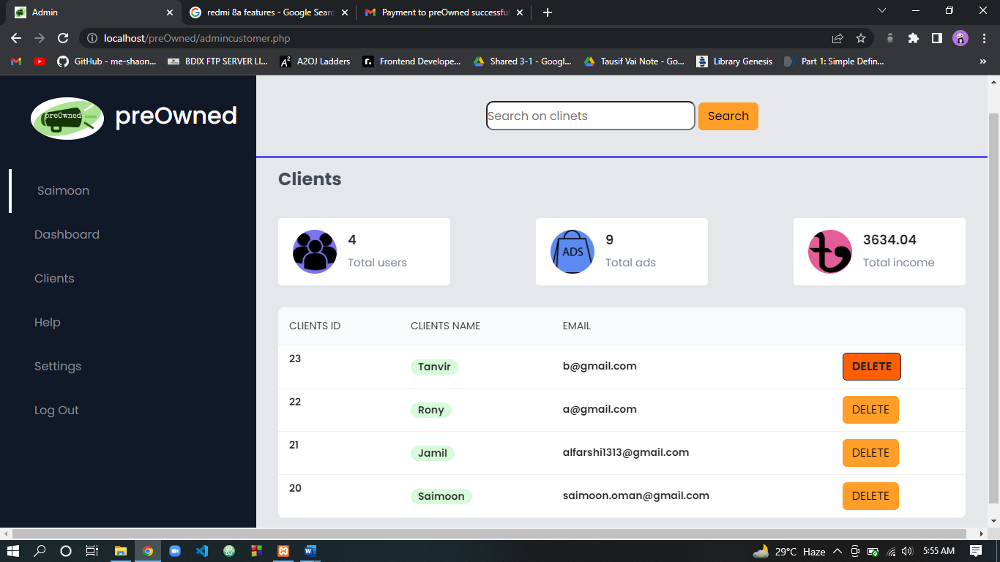 Admin
redmi 8a features - Google Searc
Payment to preOwned successful
localhost/preOwned/admincustomer.php
GitHub - me-shaon...
BDIX FTP SERVER LI...
A2OJ Ladders
Frontend Develope...
Shared 3-1 - Googl...
Tausif Vai Note - Go...
Library Genesis
Part 1: Simple Defin...
preOwned
preOwned
Search on clinets
Search
Saimoon
Dashboard
Clients
Help
Settings
Log Out
Clients
4
Total users
ADS
9
Total ads
3634.04
Total income
CLIENTS ID CLIENTS NAME EMAIL
23 Tanvir b@gmail.com DELETE
22 Rony a@gmail.com DELETE
21 Jamil alfarshi1313@gmail.com DELETE
20 Saimoon saimoon.oman@gmail.com DELETE
29°C Haze 5:55 AM